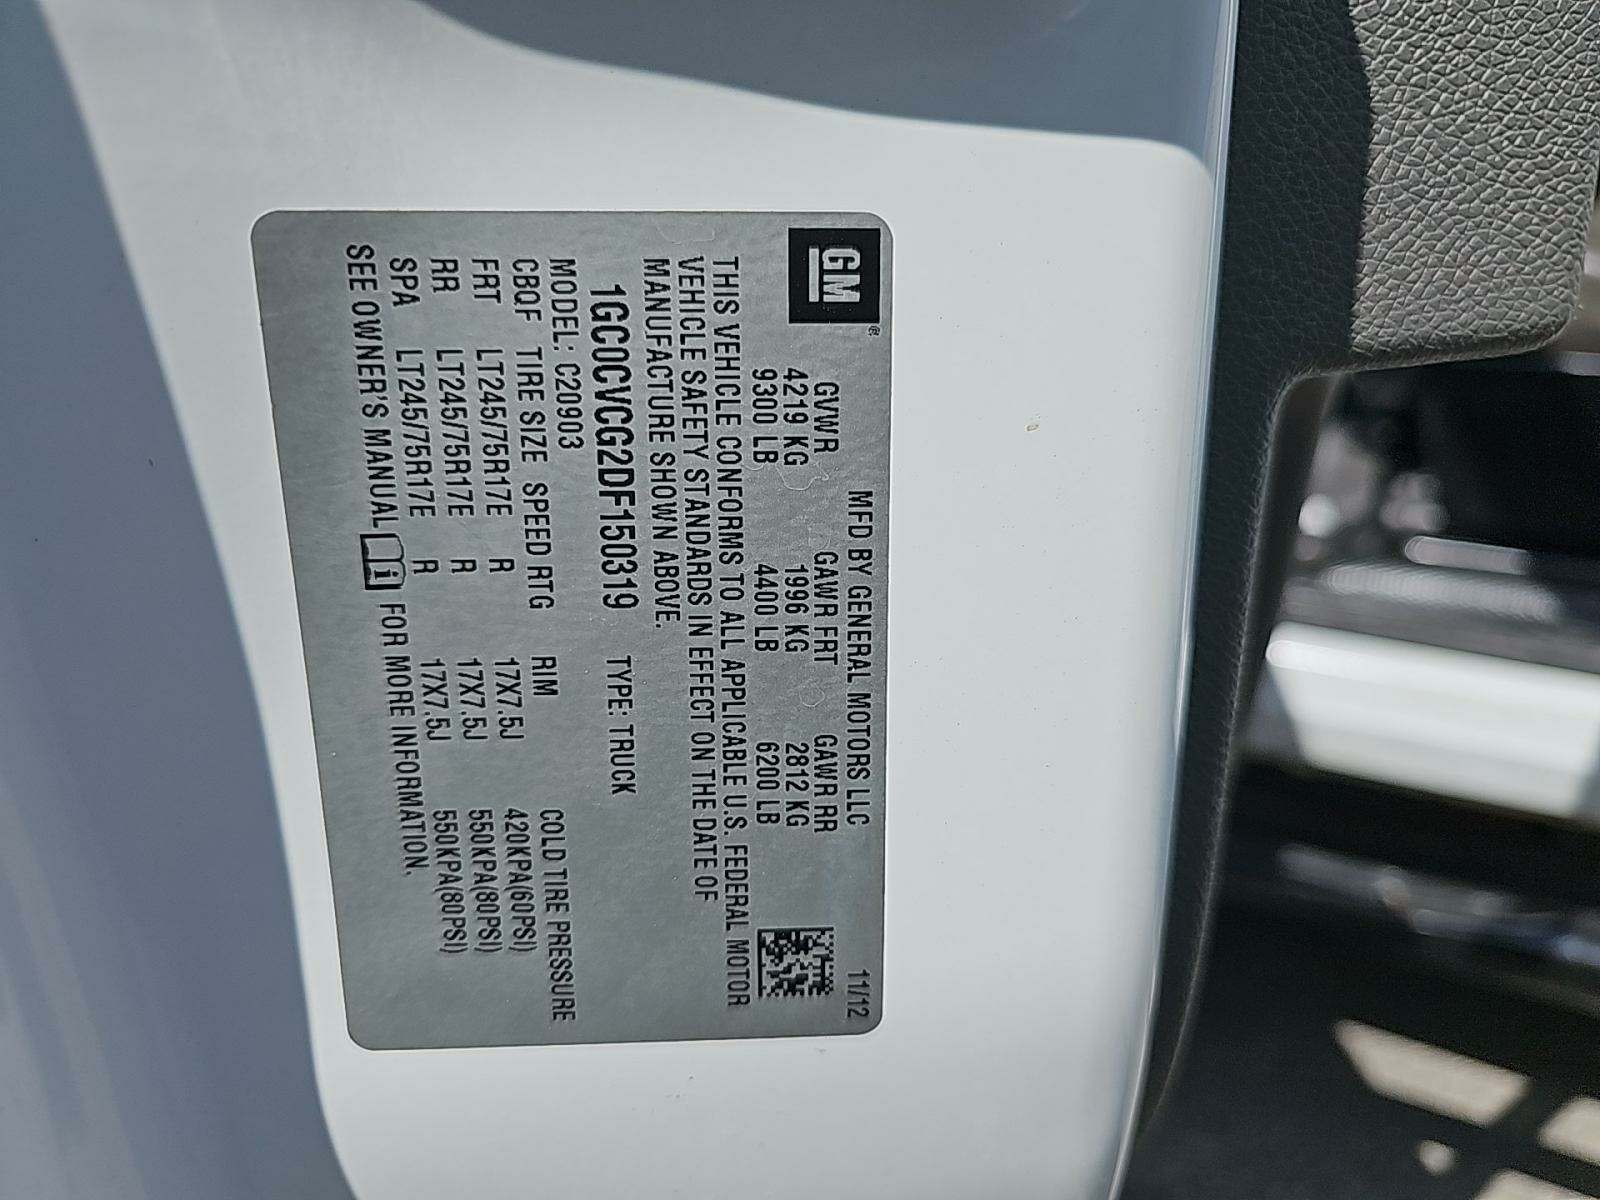 GM®
MFD BY GENERAL MOTORS LLC 11/12
GVWR GAWR FRT GAWR RR
4219 KG 1996 KG 2812 KG
9300 LB 4400 LB 6200 LB
THIS VEHICLE CONFORMS TO ALL APPLICABLE U.S. FEDERAL MOTOR
VEHICLE SAFETY STANDARDS IN EFFECT ON THE DATE OF
MANUFACTURE SHOWN ABOVE.
1GC0CVCG2DF150319 TYPE: TRUCK
MODEL: C20903
CBQF TIRE SIZE SPEED RTG RIM COLD TIRE PRESSURE
FRT LT245/75R17E R 17X7.5J 420KPA(60PSI)
RR LT245/75R17E R 17X7.5J 550KPA(80PSI)
SPA LT245/75R17E R 17X7.5J 550KPA(80PSI)
SEE OWNER'S MANUAL i FOR MORE INFORMATION.